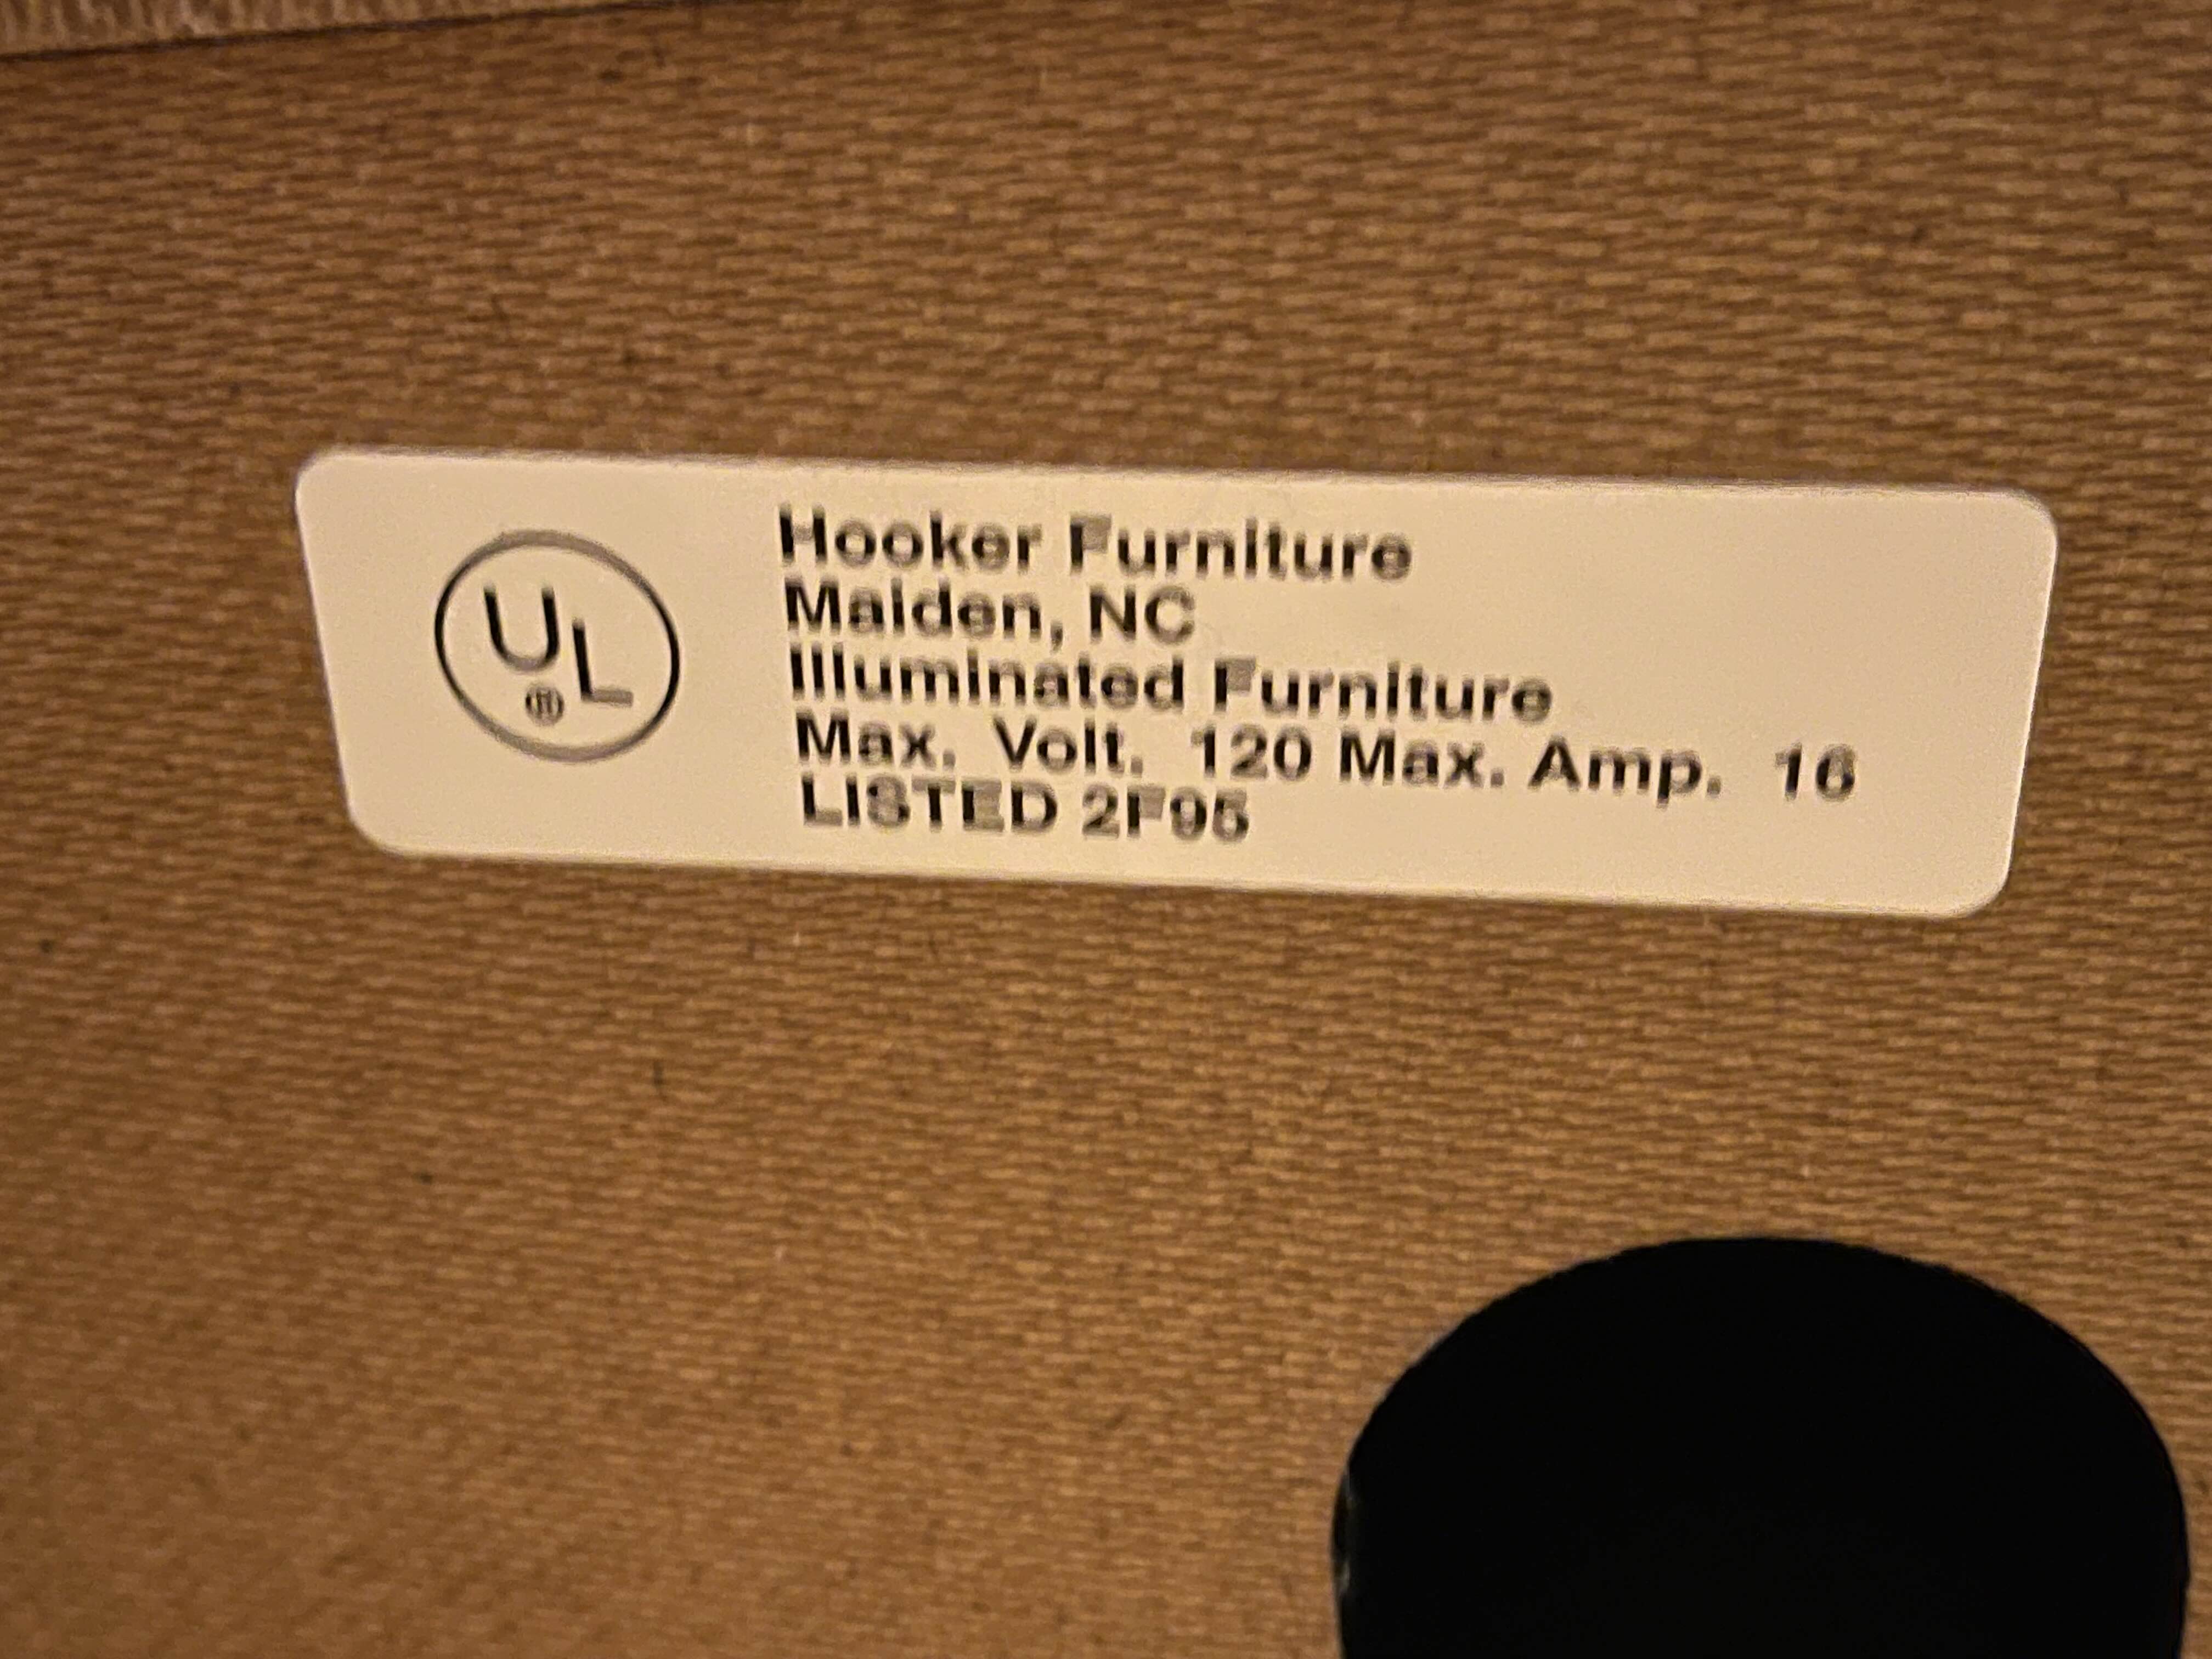 UL
®
Hooker Furniture
Maiden, NC
Illuminated Furniture
Max. Volt. 120 Max. Amp. 16
LISTED 2F95